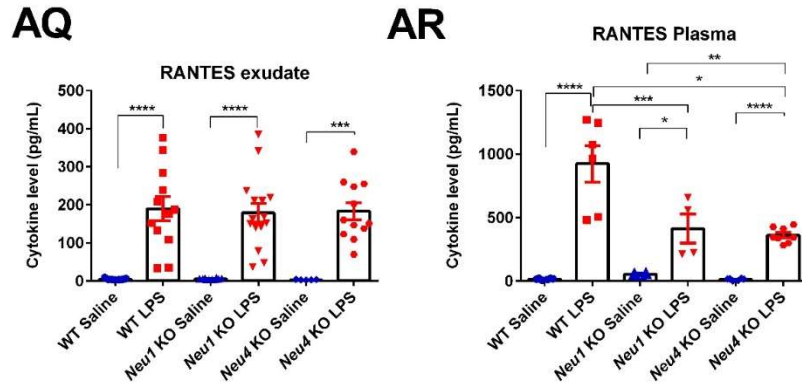 AQ
RANTES exudate
Cytokine level (pg/mL)
500
400
300
200
100
0
****
****
***
WT Saline
WT LPS
Neu1 KO Saline
Neu1 KO LPS
Neu4 KO Saline
Neu4 KO LPS
AR
RANTES Plasma
Cytokine level (pg/mL)
1500
1000
500
0
**
*
****
***
*
****
WT Saline
WT LPS
Neu1 KO Saline
Neu1 KO LPS
Neu4 KO Saline
Neu4 KO LPS